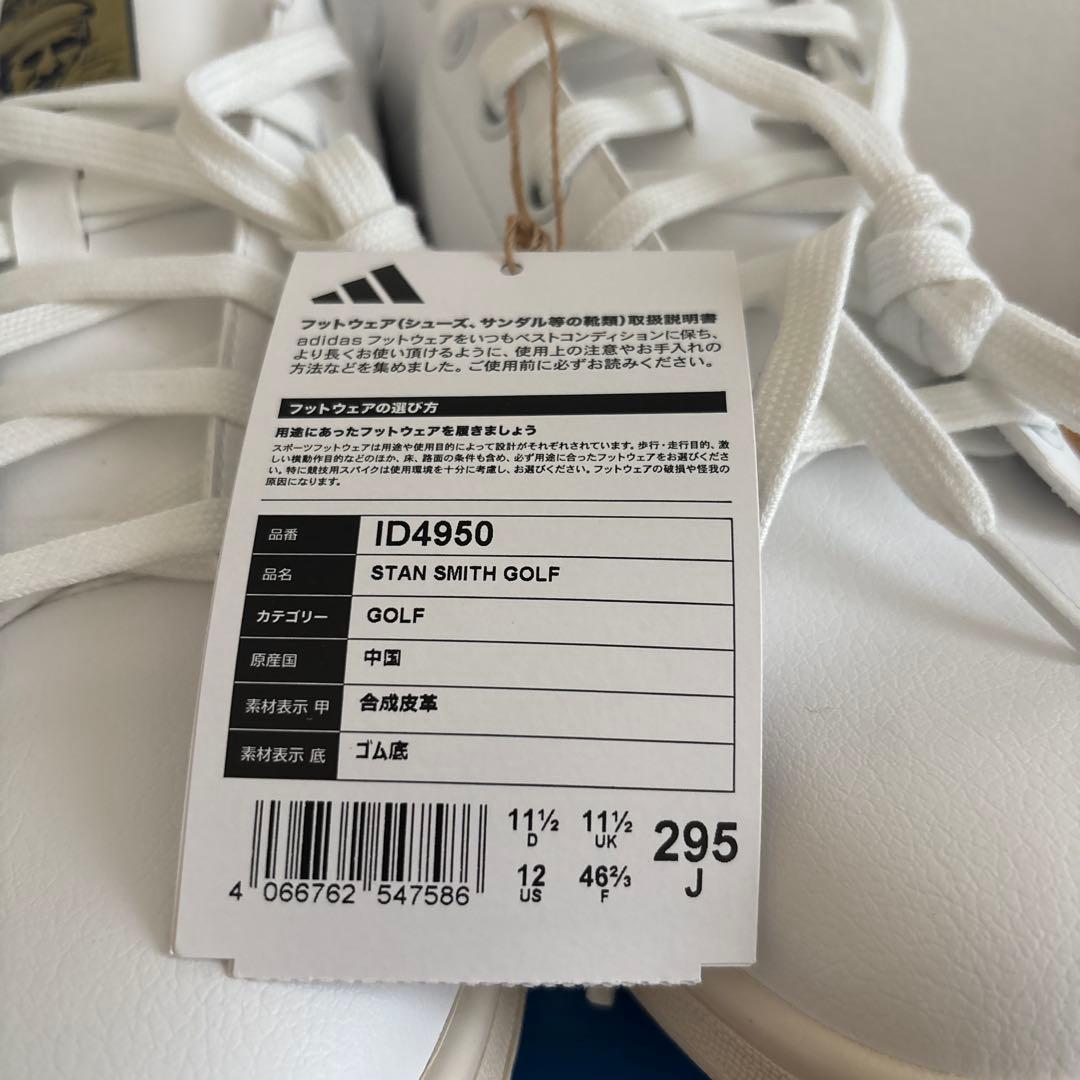 フットウェア(シューズ、サンダル等の靴類)取扱説明書
adidas フットウェアをいつもベストコンディションに保ち、
より長くお使い頂けるように、使用上の注意やお手入れの
方法などを集めました。ご使用前に必ずお読みください。
フットウェアの選び方
用途にあったフットウェアを履きましょう
スポーツフットウェアは用途や使用目的によって設計がそれぞれされています。歩行・走行目的、激
しい横動作目的などのほか、床、路面の条件も含め、必ず用途に合ったフットウェアをお選びくださ
い。特に競技用スパイクは使用環境を十分に考慮し、お選びください。フットウェアの破損や怪我の
原因になります。
品番 ID4950
品名 STAN SMITH GOLF
カテゴリー GOLF
原産国 中国
素材表示 甲 合成皮革
素材表示 底 ゴム底
11½ 11½ 295
D UK J
12 46⅔
US F
4 066762 547586